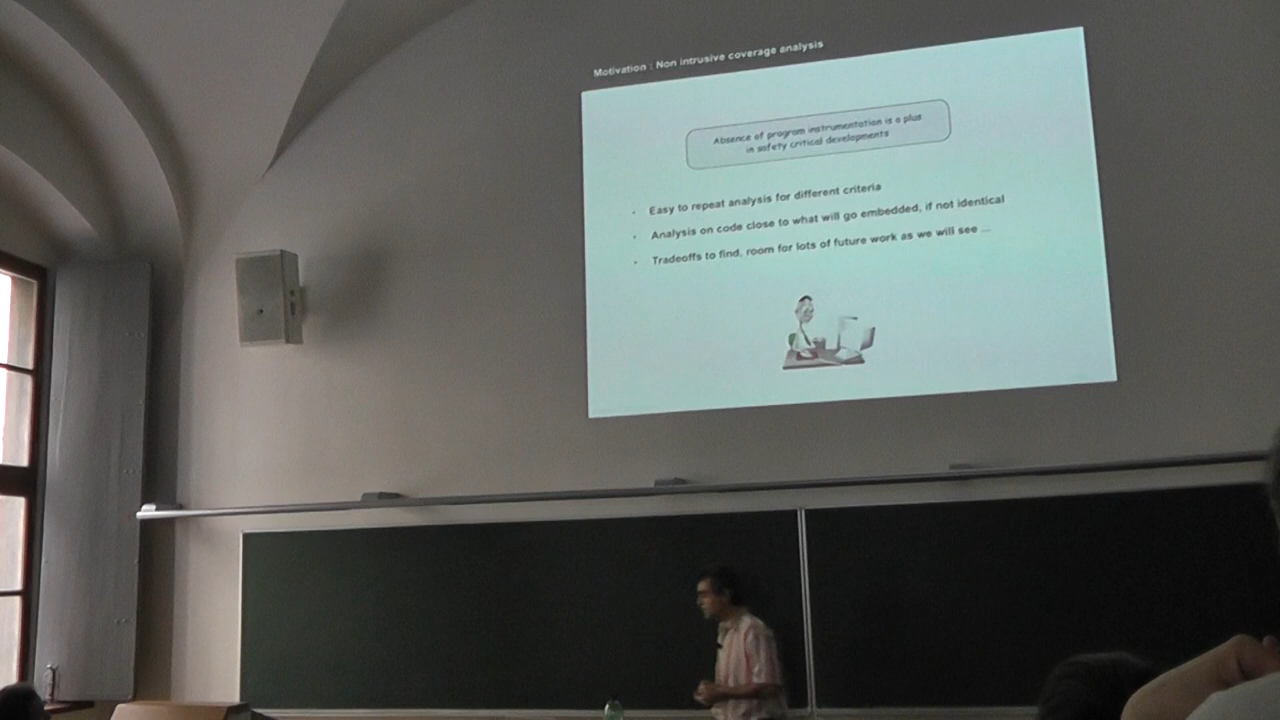 Motivation : Non intrusive coverage analysis
Absence of program instrumentation is a plus
in safety critical developments
- Easy to repeat analysis for different criteria
- Analysis on code close to what will go embedded, if not identical
- Tradeoffs to find, room for lots of future work as we will see ...